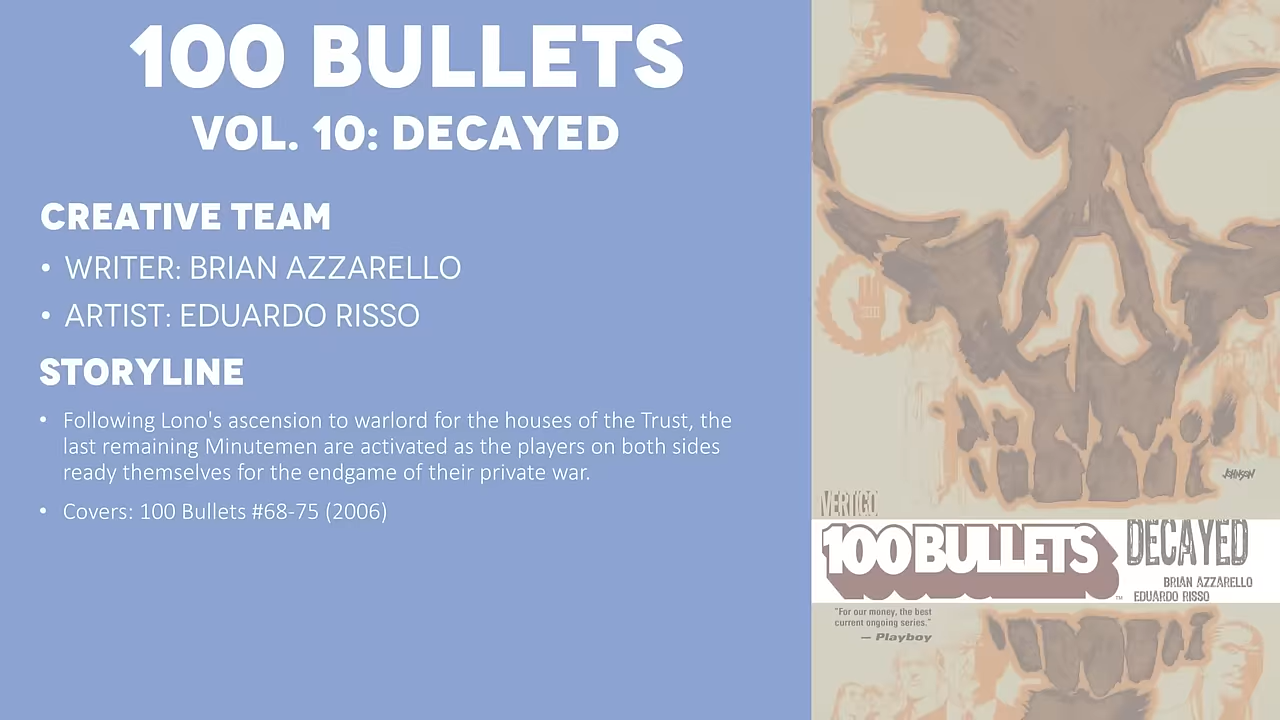 100 BULLETS
VOL. 10: DECAYED
CREATIVE TEAM
• WRITER: BRIAN AZZARELLO
• ARTIST: EDUARDO RISSO
STORYLINE
• Following Lono's ascension to warlord for the houses of the Trust, the
last remaining Minutemen are activated as the players on both sides
ready themselves for the endgame of their private war.
• Covers: 100 Bullets #68-75 (2006)
JOHNSON
VERTIGO
100 BULLETS™
DECAYED
BRIAN AZZARELLO
EDUARDO RISSO
"For our money, the best
current ongoing series."
— Playboy